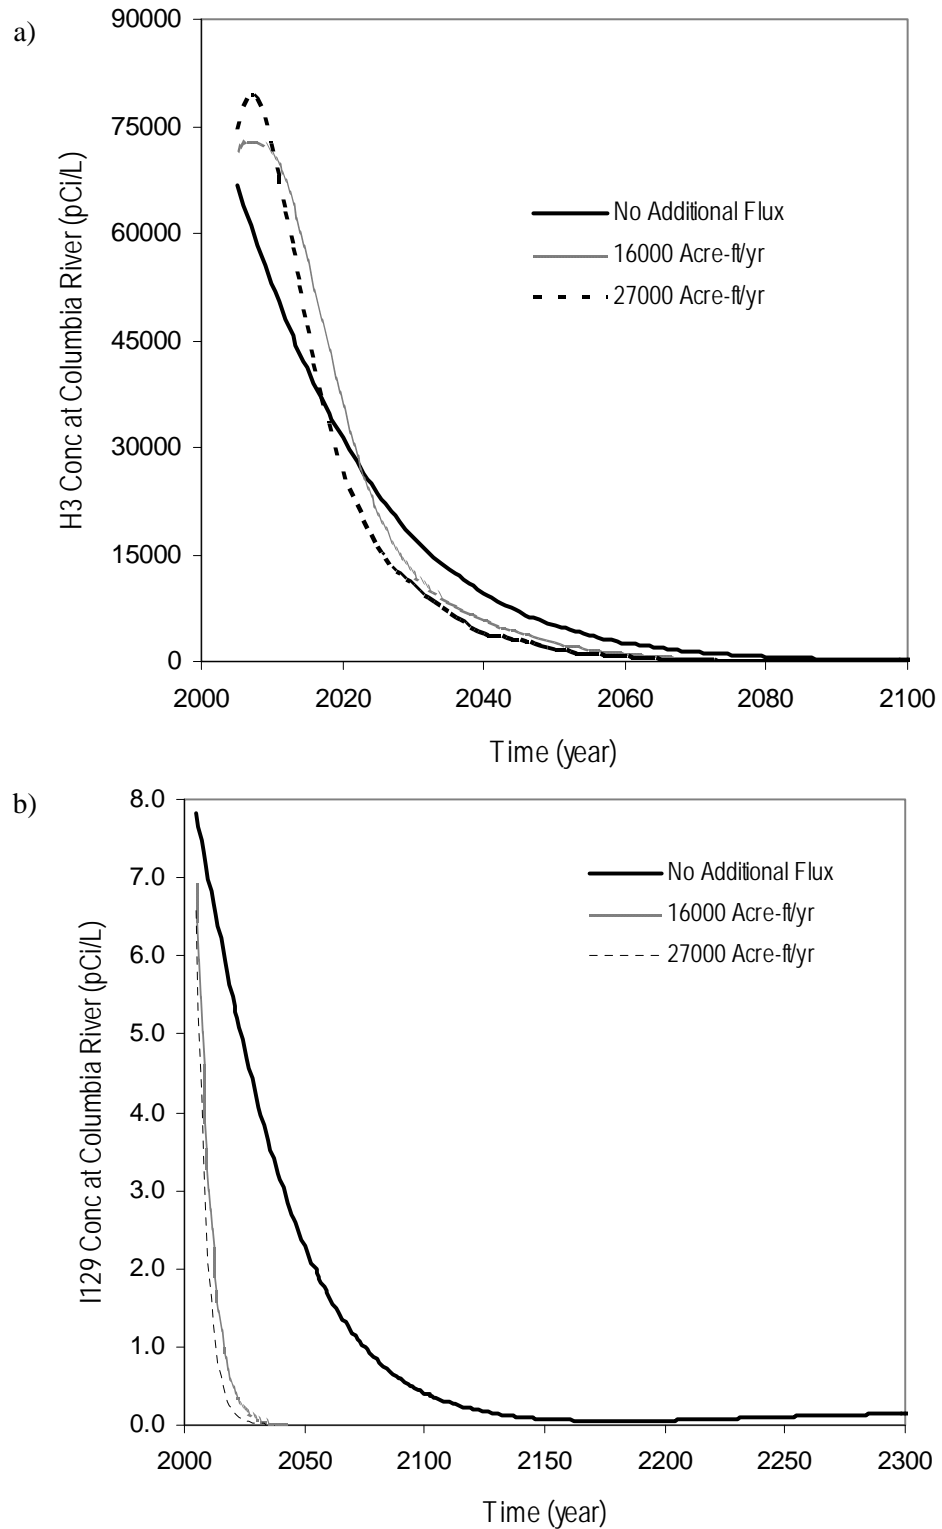 a)
90000
75000
60000
45000
30000
15000
0
H3 Conc at Columbia River (pCi/L)
No Additional Flux
16000 Acre-ft/yr
27000 Acre-ft/yr
2000 2020 2040 2060 2080 2100
Time (year)
b)
8.0
7.0
6.0
5.0
4.0
3.0
2.0
1.0
0.0
I129 Conc at Columbia River (pCi/L)
No Additional Flux
16000 Acre-ft/yr
27000 Acre-ft/yr
2000 2050 2100 2150 2200 2250 2300
Time (year)